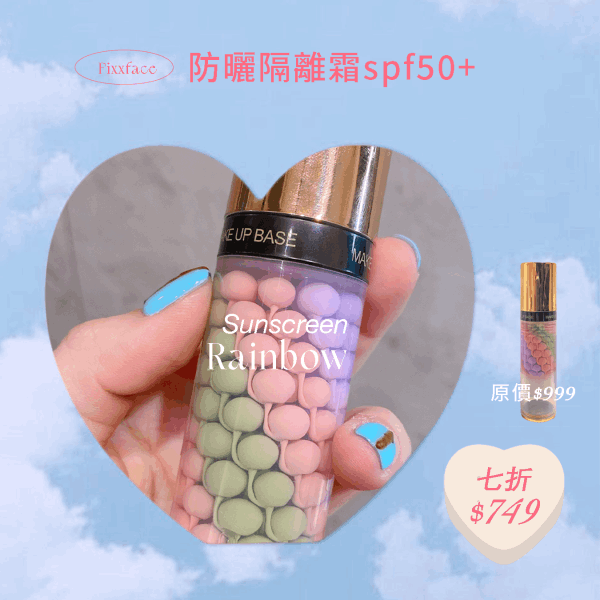 Fixxface
防曬隔離霜spf50+
KE UP BASE
MAKE
Sunscreen
Rainbow
原價$999
七折
$749